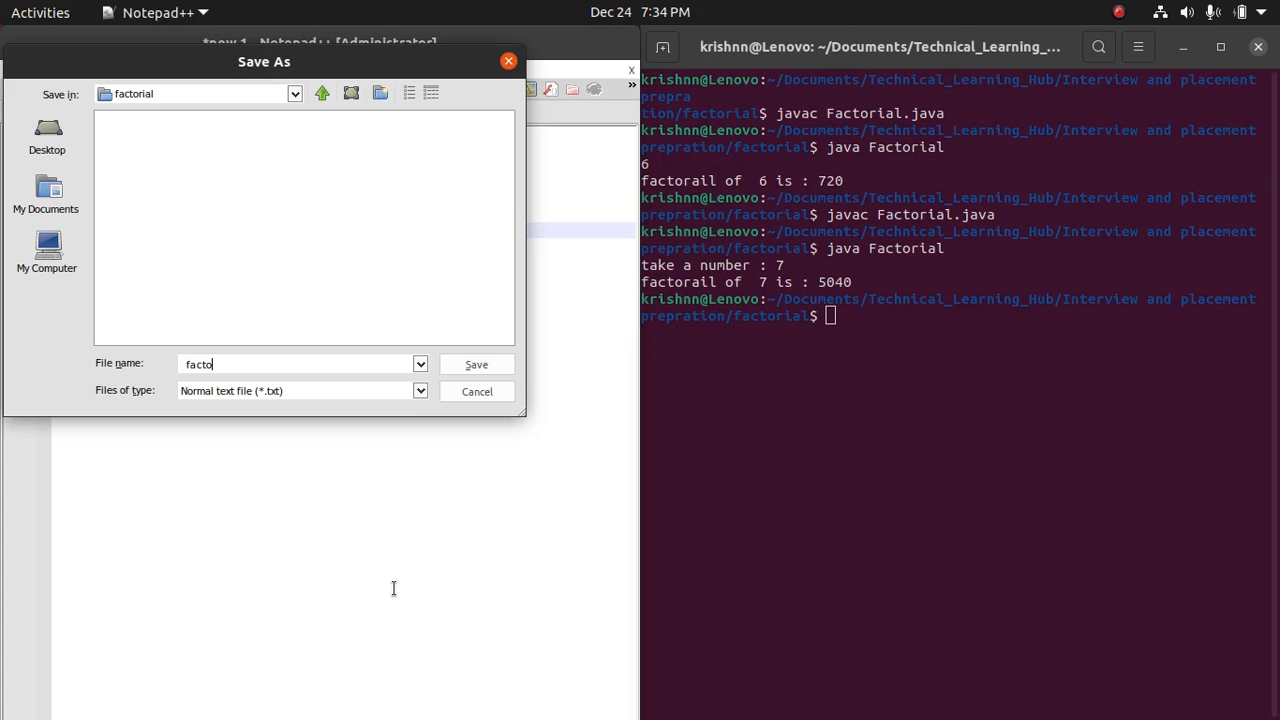 Activities
Notepad++
Dec 24 7:34 PM
*new 1 - Notepad++ [Administrator]
Save As
Save in:
factorial
Desktop
My Documents
My Computer
File name:
facto
Save
Files of type:
Normal text file (*.txt)
Cancel
X
»
krishnn@Lenovo: ~/Documents/Technical_Learning_...
krishnn@Lenovo:~/Documents/Technical_Learning_Hub/Interview and placement
prepra
tion/factorial$ javac Factorial.java
krishnn@Lenovo:~/Documents/Technical_Learning_Hub/Interview and placement
prepration/factorial$ java Factorial
6
factorail of  6 is : 720
krishnn@Lenovo:~/Documents/Technical_Learning_Hub/Interview and placement
prepration/factorial$ javac Factorial.java
krishnn@Lenovo:~/Documents/Technical_Learning_Hub/Interview and placement
prepration/factorial$ java Factorial
take a number : 7
factorail of  7 is : 5040
krishnn@Lenovo:~/Documents/Technical_Learning_Hub/Interview and placement
prepration/factorial$